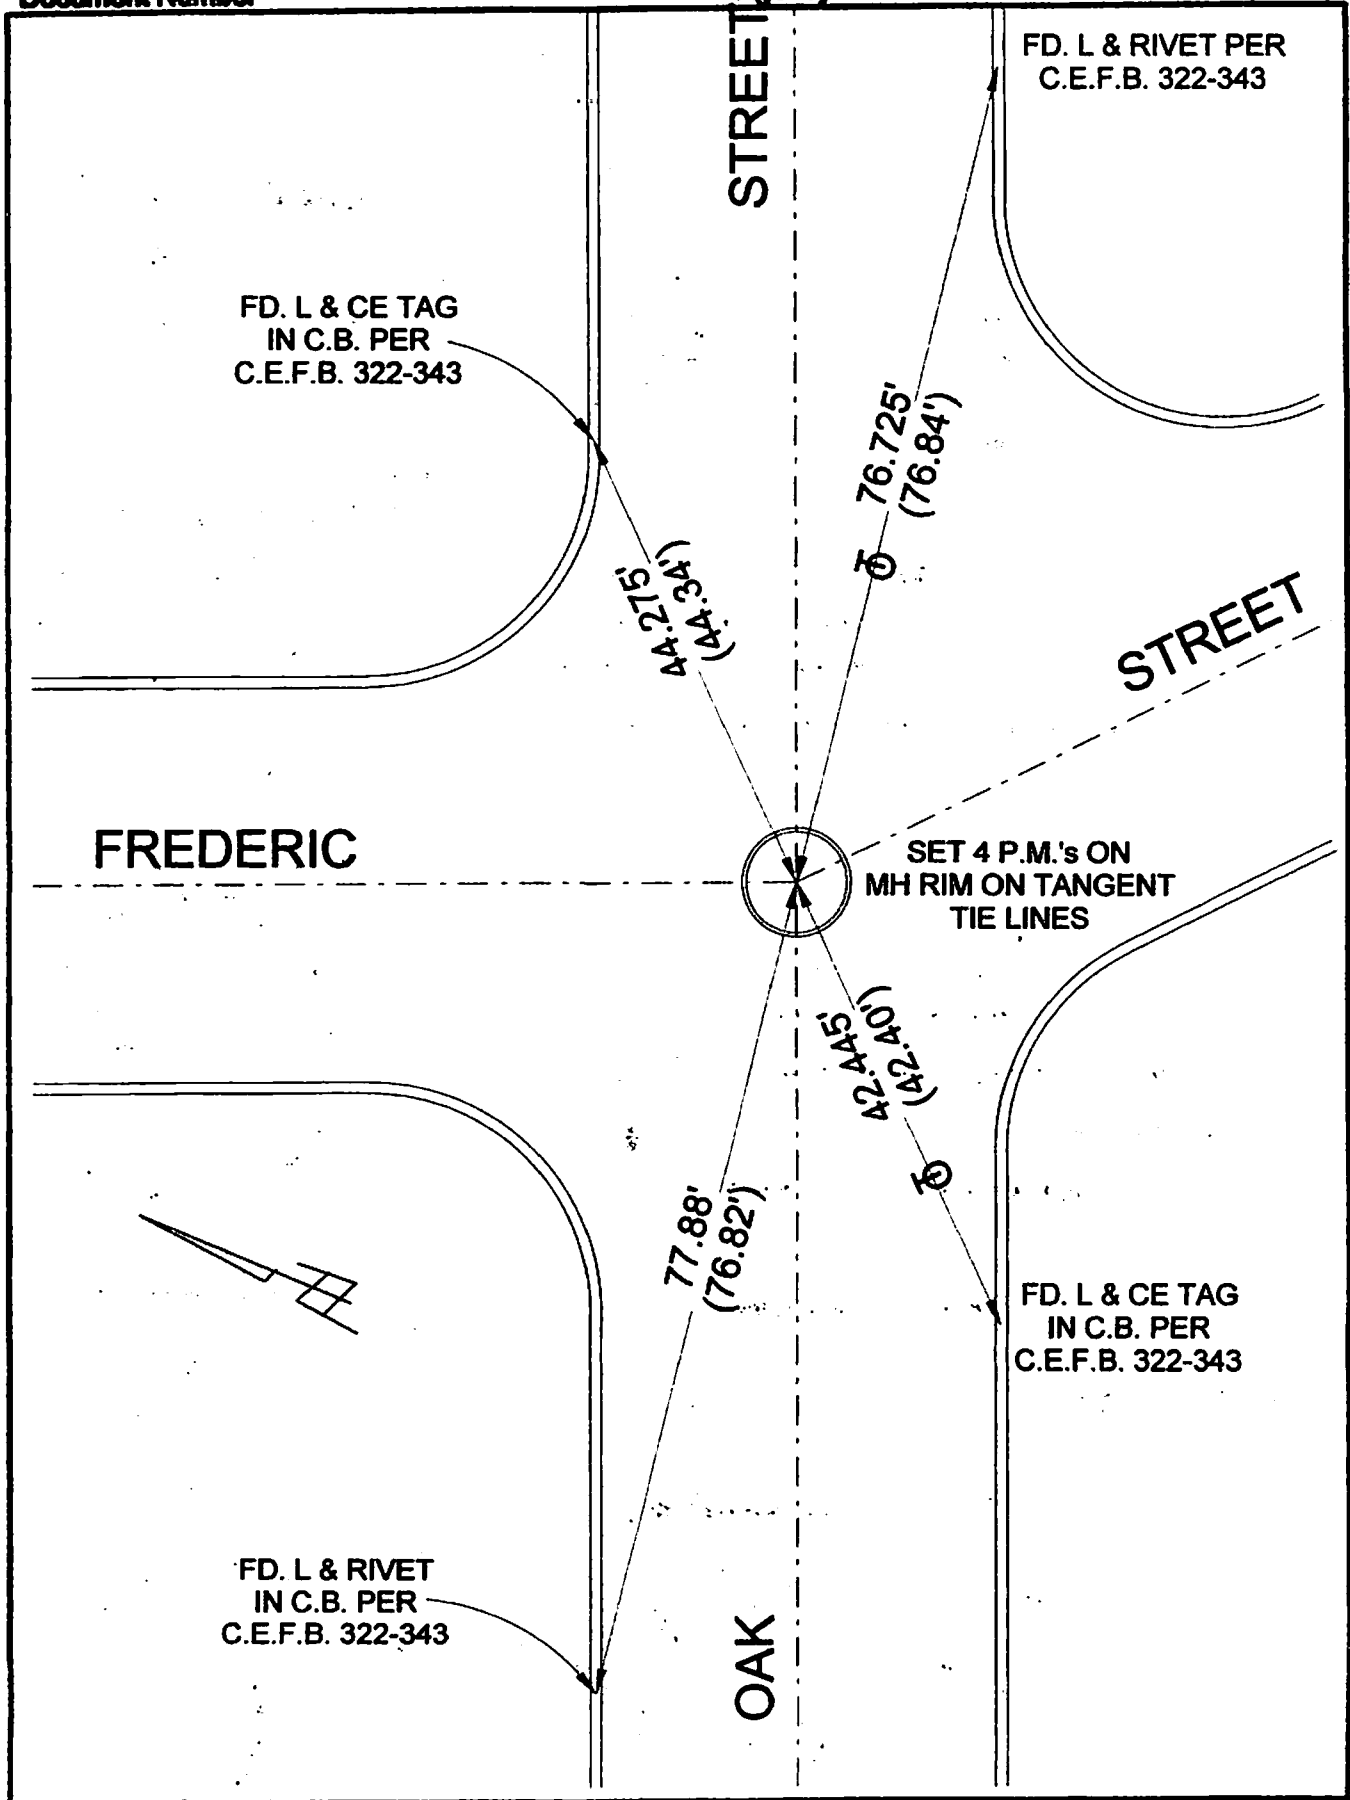 Document Number
STREET
FD. L & RIVET PER
C.E.F.B. 322-343
FD. L & CE TAG
IN C.B. PER
C.E.F.B. 322-343
76.725'
(76.84')
44.275'
(44.34')
STREET
FREDERIC
SET 4 P.M.'s ON
MH RIM ON TANGENT
TIE LINES
42.445'
(42.40')
77.88'
(76.82')
FD. L & CE TAG
IN C.B. PER
C.E.F.B. 322-343
FD. L & RIVET
IN C.B. PER
C.E.F.B. 322-343
OAK